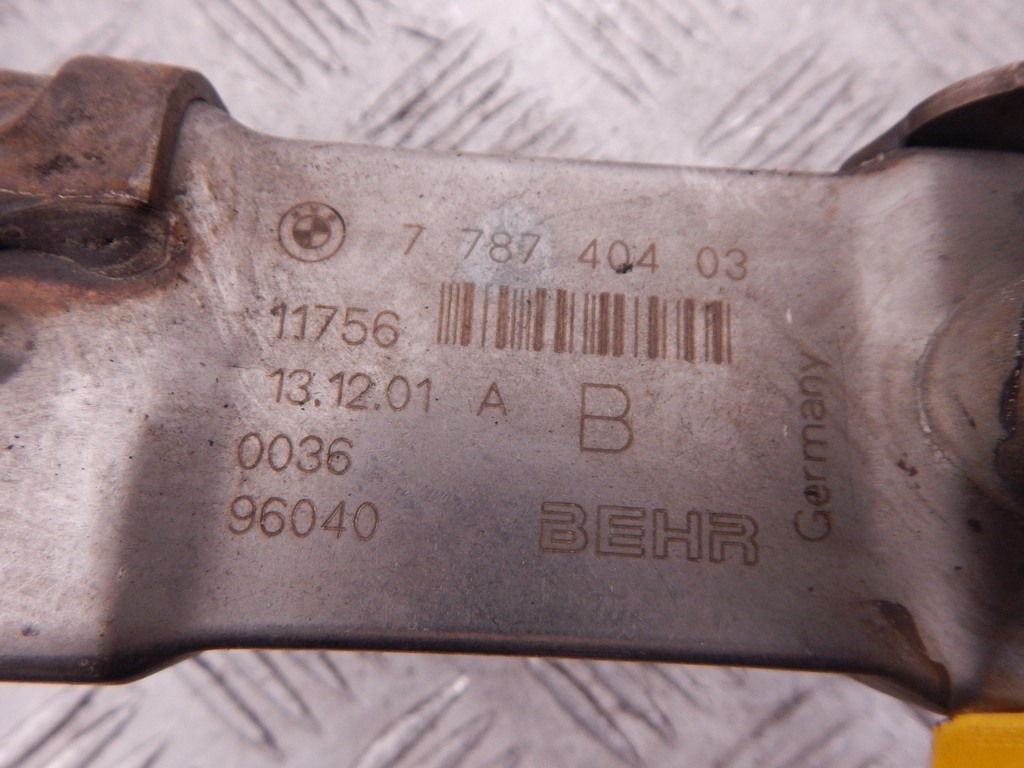 7 787 404 03
11756
13.12.01 A B
0036
96040
BEHR
Germany